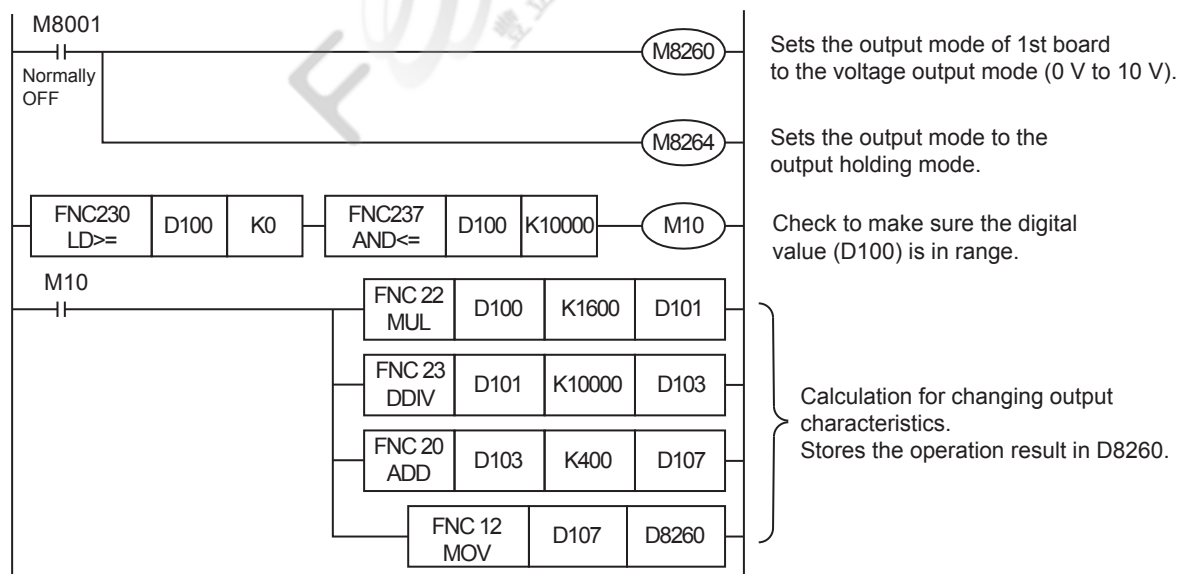 M8001
Normally
OFF
M8260
Sets the output mode of 1st board
to the voltage output mode (0 V to 10 V).
M8264
Sets the output mode to the
output holding mode.
FNC230
LD>=
D100
K0
FNC237
AND<=
D100
K10000
M10
Check to make sure the digital
value (D100) is in range.
M10
FNC 22
MUL
D100
K1600
D101
FNC 23
DDIV
D101
K10000
D103
FNC 20
ADD
D103
K400
D107
FNC 12
MOV
D107
D8260
Calculation for changing output
characteristics.
Stores the operation result in D8260.